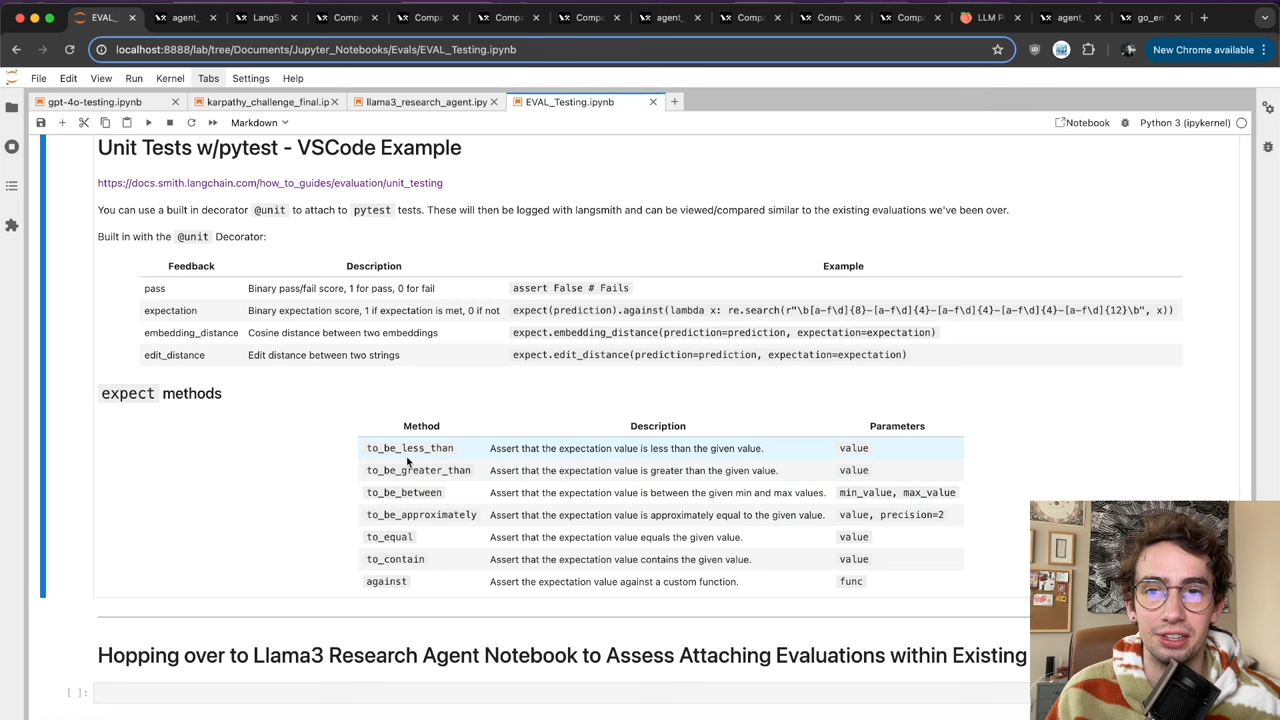 EVAL_
agent_
LangS
Compa
Compa
Compa
Compa
agent_
Compa
Compa
Compa
LLM Pi
agent_
go_em
localhost:8888/lab/tree/Documents/Jupyter_Notebooks/Evals/EVAL_Testing.ipynb
New Chrome available
File Edit View Run Kernel Tabs Settings Help
gpt-4o-testing.ipynb
karpathy_challenge_final.ip
llama3_research_agent.ipy
EVAL_Testing.ipynb
Markdown
Notebook
Python 3 (ipykernel)
Unit Tests w/pytest - VSCode Example
https://docs.smith.langchain.com/how_to_guides/evaluation/unit_testing
You can use a built in decorator @unit to attach to pytest tests. These will then be logged with langsmith and can be viewed/compared similar to the existing evaluations we've been over.
Built in with the @unit Decorator:
Feedback Description Example
pass Binary pass/fail score, 1 for pass, 0 for fail assert False # Fails
expectation Binary expectation score, 1 if expectation is met, 0 if not expect(prediction).against(lambda x: re.search(r"\b[a-f\d]{8}-[a-f\d]{4}-[a-f\d]{4}-[a-f\d]{4}-[a-f\d]{12}\b", x))
embedding_distance Cosine distance between two embeddings expect.embedding_distance(prediction=prediction, expectation=expectation)
edit_distance Edit distance between two strings expect.edit_distance(prediction=prediction, expectation=expectation)
expect methods
Method Description Parameters
to_be_less_than Assert that the expectation value is less than the given value. value
to_be_greater_than Assert that the expectation value is greater than the given value. value
to_be_between Assert that the expectation value is between the given min and max values. min_value, max_value
to_be_approximately Assert that the expectation value is approximately equal to the given value. value, precision=2
to_equal Assert that the expectation value equals the given value. value
to_contain Assert that the expectation value contains the given value. value
against Assert the expectation value against a custom function. func
Hopping over to Llama3 Research Agent Notebook to Assess Attaching Evaluations within Existing
[ ]: